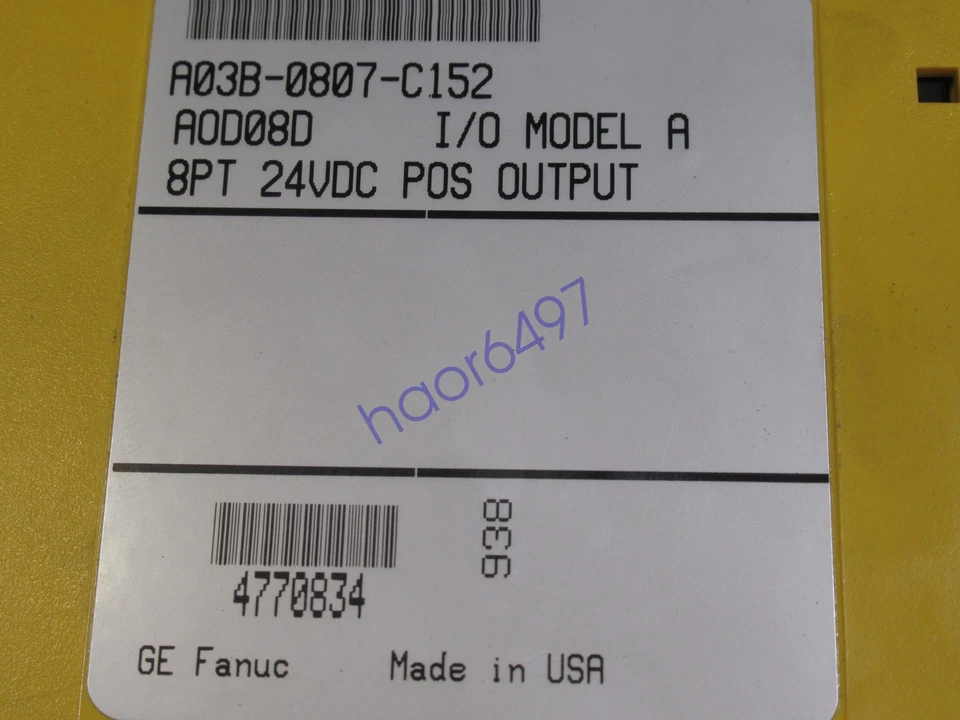 A03B-0807-C152
AOD08D I/O MODEL A
8PT 24VDC POS OUTPUT
haor6497
938
4770834
GE Fanuc Made in USA